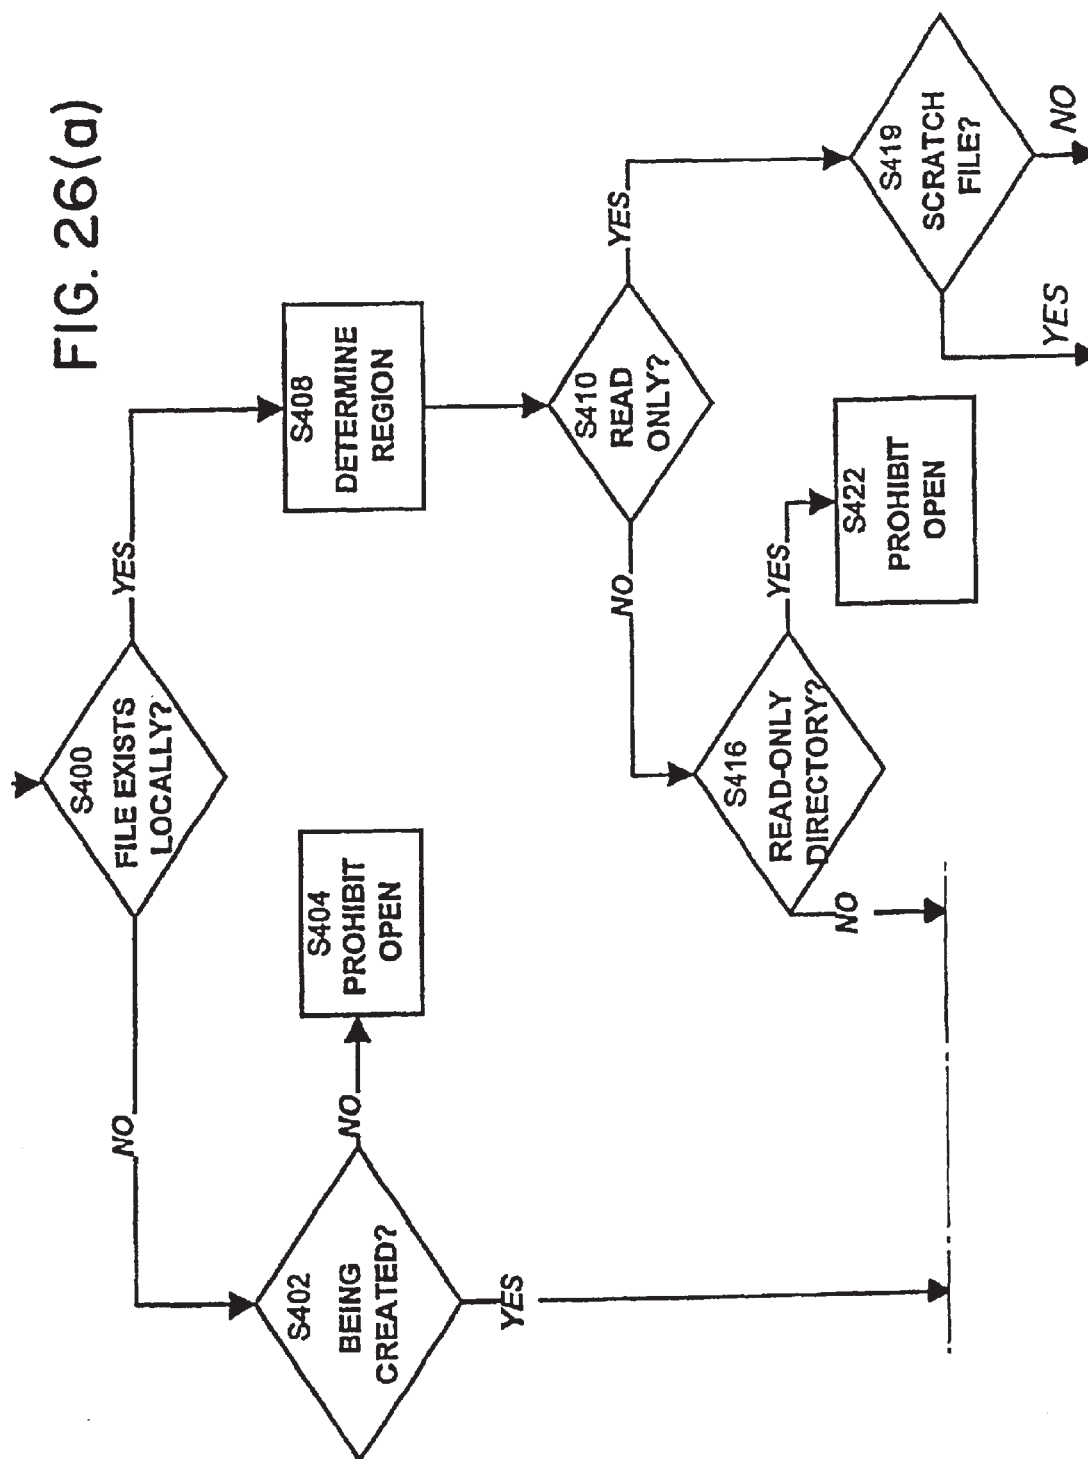 FIG. 26(a)
S400
FILE EXISTS
LOCALLY?
NO
YES
S402
BEING
CREATED?
NO
YES
S404
PROHIBIT
OPEN
S408
DETERMINE
REGION
S410
READ
ONLY?
NO
YES
S416
READ-ONLY
DIRECTORY?
NO
YES
S422
PROHIBIT
OPEN
S419
SCRATCH
FILE?
YES
NO